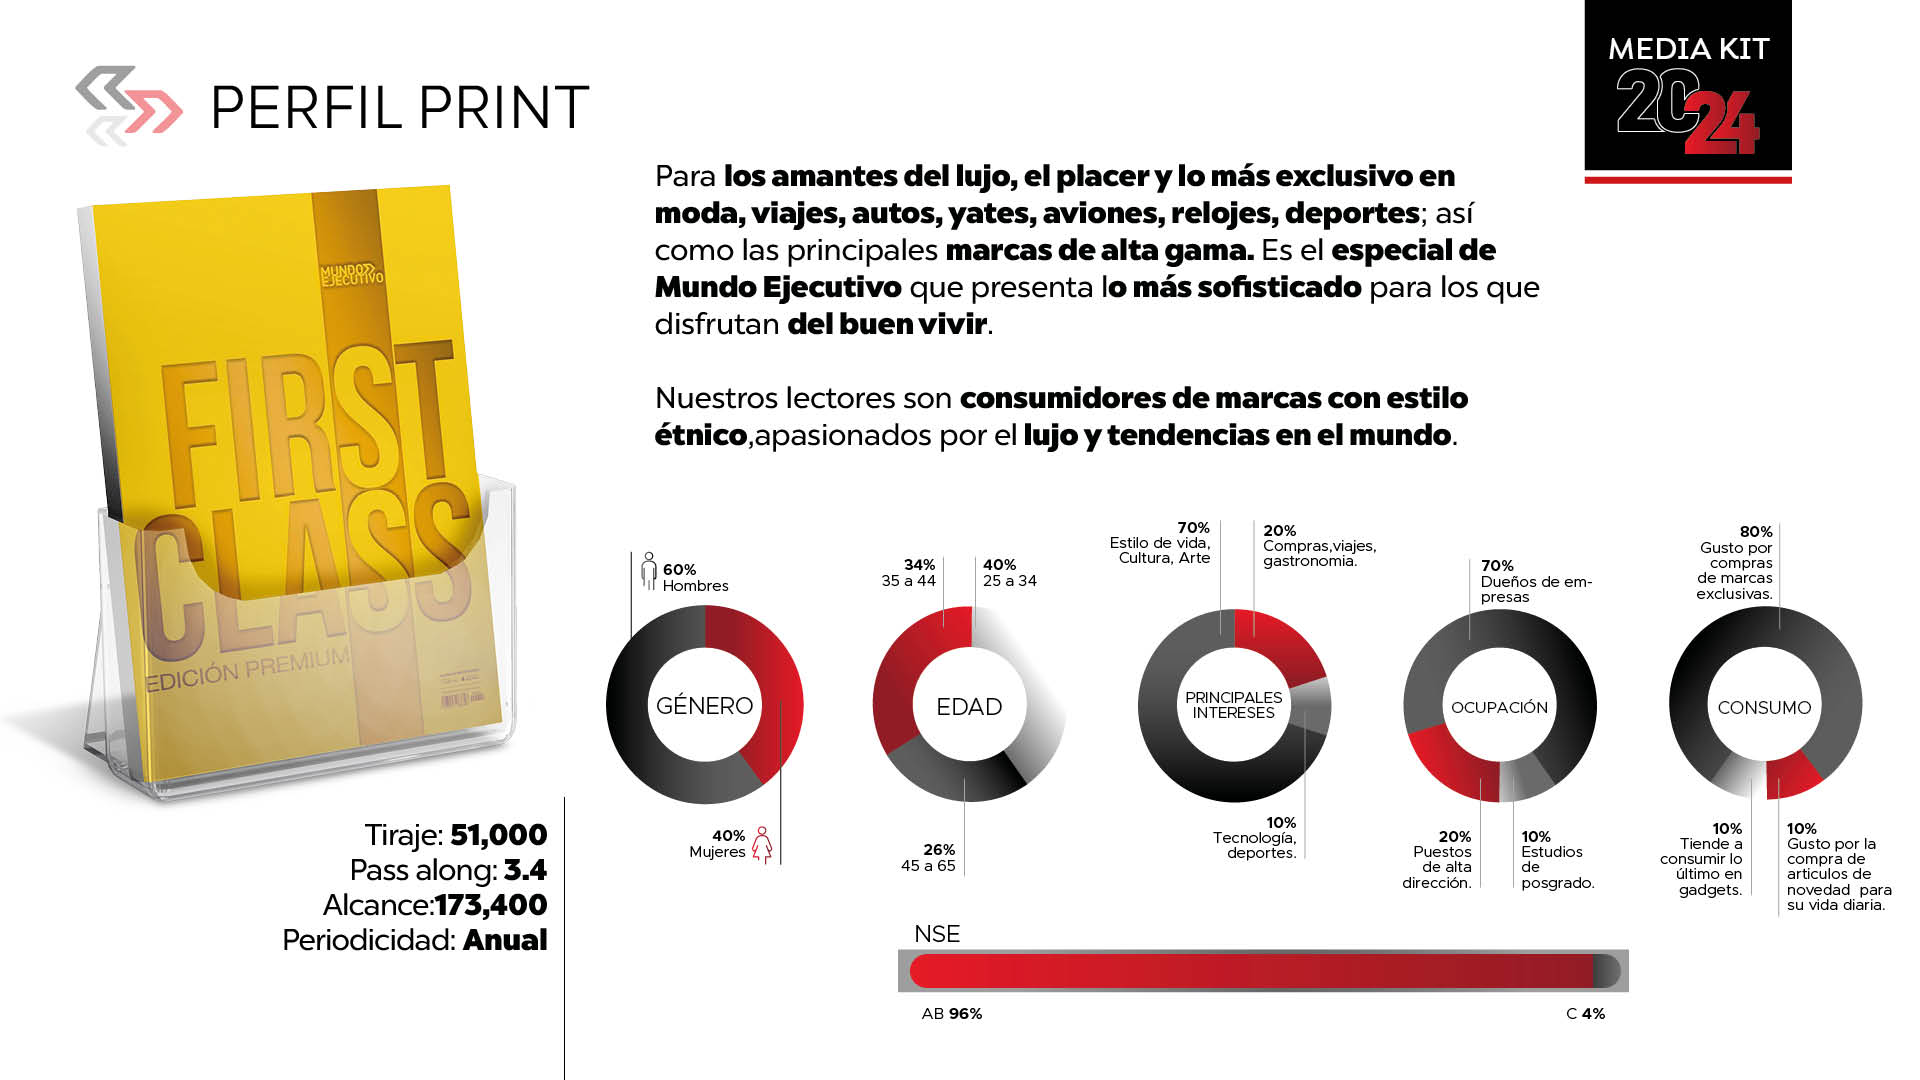 PERFIL PRINT
MEDIA KIT
2024
Para los amantes del lujo, el placer y lo más exclusivo en
moda, viajes, autos, yates, aviones, relojes, deportes; así
como las principales marcas de alta gama. Es el especial de
Mundo Ejecutivo que presenta lo más sofisticado para los que
disfrutan del buen vivir.
Nuestros lectores son consumidores de marcas con estilo
étnico,apasionados por el lujo y tendencias en el mundo.
MUNDO
EJECUTIVO
FIRST
CLASS
EDICIÓN PREMIUM
Tiraje: 51,000
Pass along: 3.4
Alcance:173,400
Periodicidad: Anual
60%
Hombres
GÉNERO
40%
Mujeres
34%
35 a 44
40%
25 a 34
EDAD
26%
45 a 65
70%
Estilo de vida,
Cultura, Arte
20%
Compras,viajes,
gastronomia.
PRINCIPALES
INTERESES
10%
Tecnología,
deportes.
70%
Dueños de em-
presas
OCUPACIÓN
20%
Puestos
de alta
dirección.
10%
Estudios
de
posgrado.
80%
Gusto por
compras
de marcas
exclusivas.
CONSUMO
10%
Tiende a
consumir lo
último en
gadgets.
10%
Gusto por la
compra de
articulos de
novedad para
su vida diaria.
NSE
AB 96%
C 4%